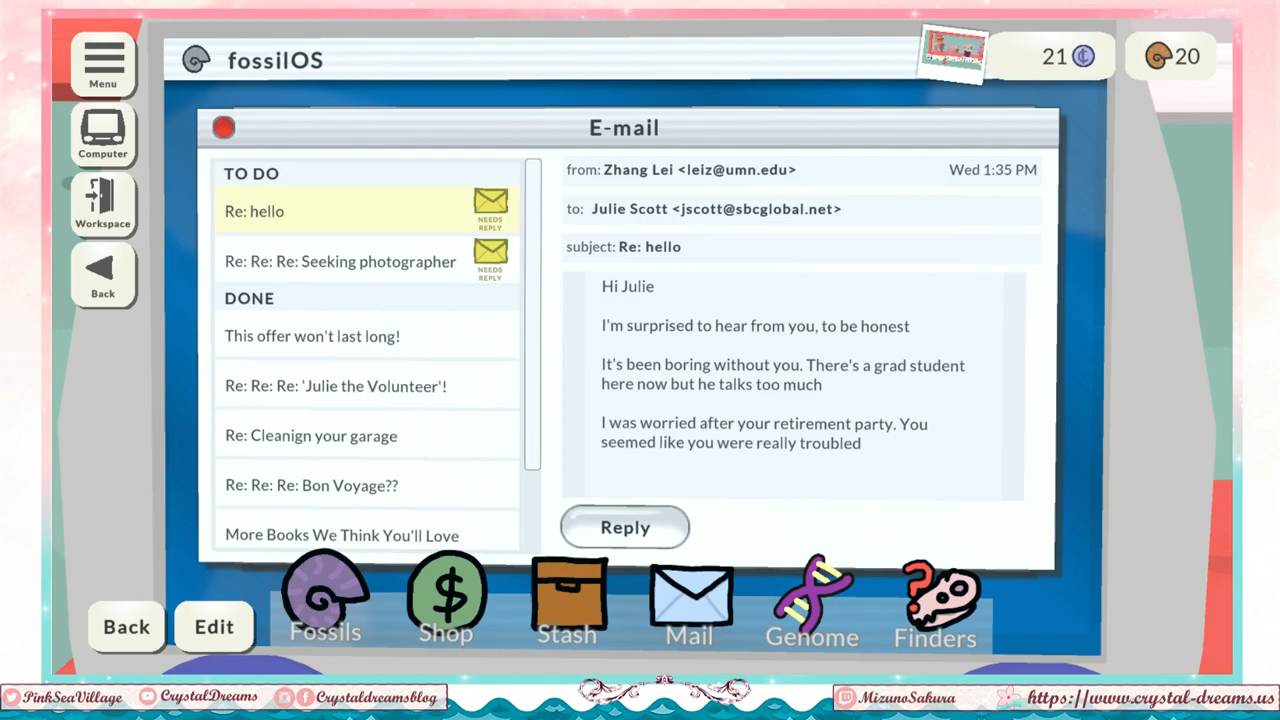 Menu
Computer
Workspace
Back
fossilOS
21
20
E-mail
TO DO
Re: hello
NEEDS
REPLY
Re: Re: Re: Seeking photographer
NEEDS
REPLY
DONE
This offer won't last long!
Re: Re: Re: 'Julie the Volunteer'!
Re: Cleanign your garage
Re: Re: Re: Bon Voyage??
More Books We Think You'll Love
from: Zhang Lei <leiz@umn.edu> Wed 1:35 PM
to: Julie Scott <jscott@sbcglobal.net>
subject: Re: hello
Hi Julie
I'm surprised to hear from you, to be honest
It's been boring without you. There's a grad student
here now but he talks too much
I was worried after your retirement party. You
seemed like you were really troubled
Reply
Back
Edit
Fossils
$
Shop
Stash
Mail
Genome
?
Finders
PinkSeaVillage
CrystalDreams
Crystaldreamsblog
MizunoSakura
https://www.crystal-dreams.us